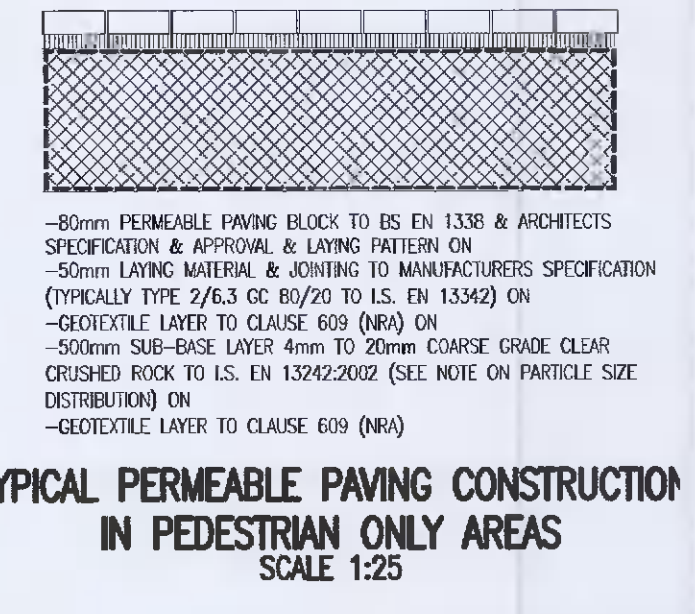 -80mm PERMEABLE PAVING BLOCK TO BS EN 1338 & ARCHITECTS
SPECIFICATION & APPROVAL & LAYING PATTERN ON
-50mm LAYING MATERIAL & JOINTING TO MANUFACTURERS SPECIFICATION
(TYPICALLY TYPE 2/6.3 GC 80/20 TO I.S. EN 13342) ON
-GEOTEXTILE LAYER TO CLAUSE 609 (NRA) ON
-500mm SUB-BASE LAYER 4mm TO 20mm COARSE GRADE CLEAR
CRUSHED ROCK TO I.S. EN 13242:2002 (SEE NOTE ON PARTICLE SIZE
DISTRIBUTION) ON
-GEOTEXTILE LAYER TO CLAUSE 609 (NRA)
YPICAL PERMEABLE PAVING CONSTRUCTION
IN PEDESTRIAN ONLY AREAS
SCALE 1:25